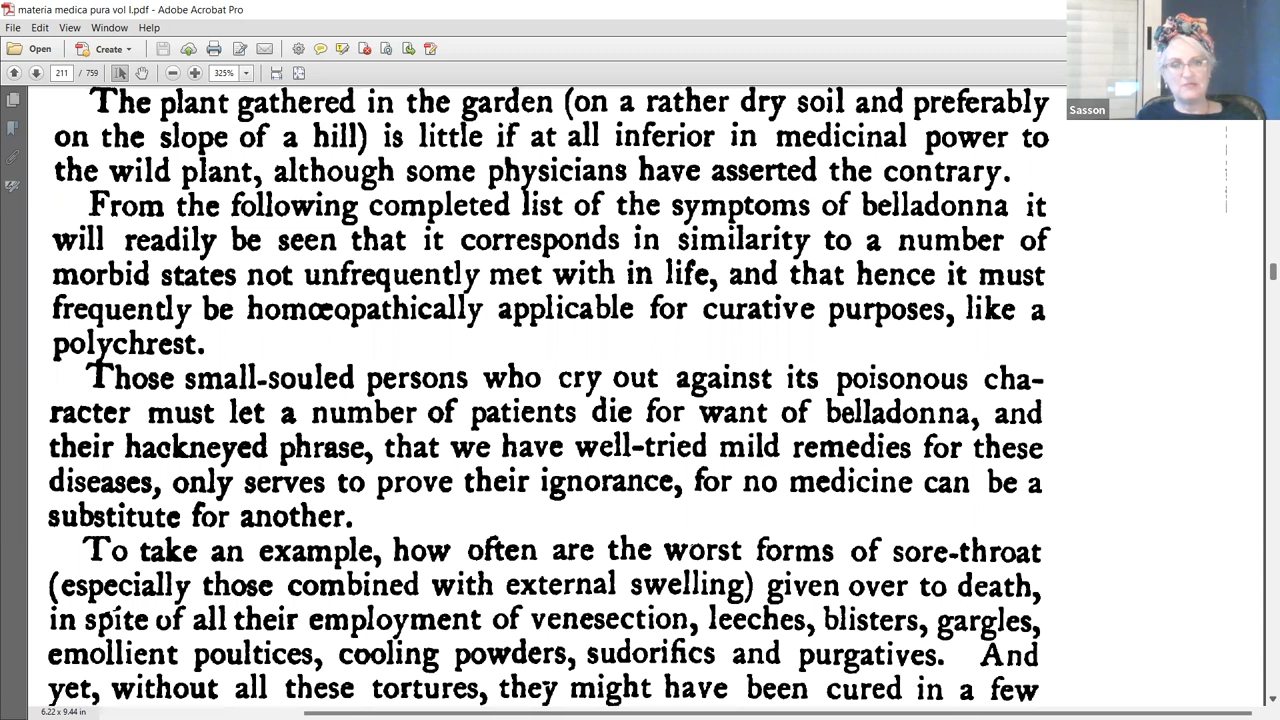 materia medica pura vol I.pdf - Adobe Acrobat Pro
File Edit View Window Help
Open Create
211 / 759 325%
Sasson
The plant gathered in the garden (on a rather dry soil and preferably
on the slope of a hill) is little if at all inferior in medicinal power to
the wild plant, although some physicians have asserted the contrary.
From the following completed list of the symptoms of belladonna it
will readily be seen that it corresponds in similarity to a number of
morbid states not unfrequently met with in life, and that hence it must
frequently be homœopathically applicable for curative purposes, like a
polychrest.
Those small-souled persons who cry out against its poisonous cha-
racter must let a number of patients die for want of belladonna, and
their hackneyed phrase, that we have well-tried mild remedies for these
diseases, only serves to prove their ignorance, for no medicine can be a
substitute for another.
To take an example, how often are the worst forms of sore-throat
(especially those combined with external swelling) given over to death,
in spite of all their employment of venesection, leeches, blisters, gargles,
emollient poultices, cooling powders, sudorifics and purgatives. And
yet, without all these tortures, they might have been cured in a few
6.22 x 9.44 in